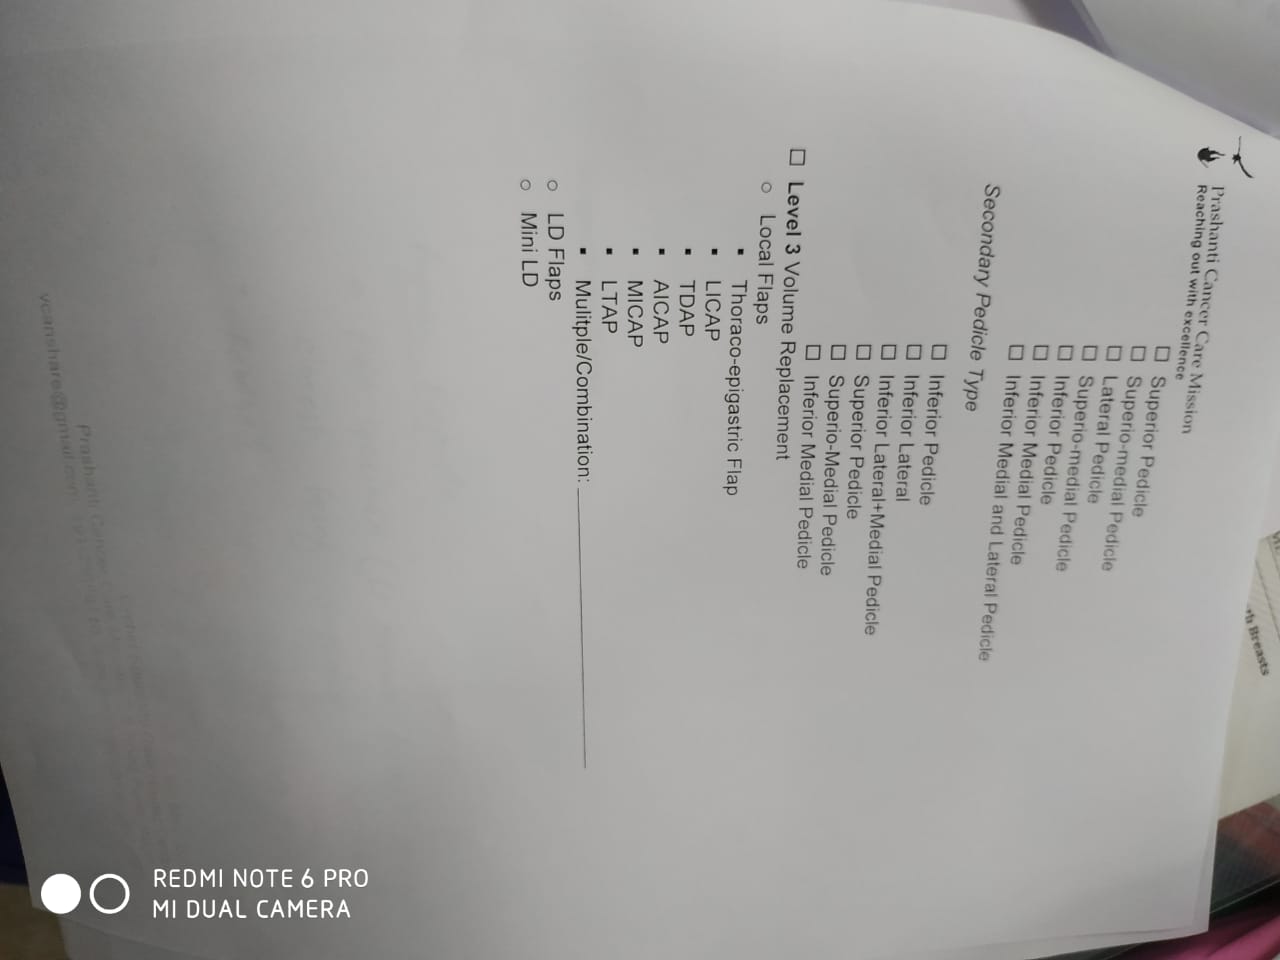 Prashanti Cancer Care Mission
Reaching out with excellence
☐ Superior Pedicle
☐ Superio-medial Pedicle
☐ Lateral Pedicle
☐ Superio-medial Pedicle
☐ Inferior Pedicle
☐ Inferior Medial Pedicle
☐ Inferior Medial and Lateral Pedicle
Secondary Pedicle Type
☐ Inferior Pedicle
☐ Inferior Lateral
☐ Inferior Lateral+Medial Pedicle
☐ Superior Pedicle
☐ Superio-Medial Pedicle
☐ Inferior Medial Pedicle
☐ Level 3 Volume Replacement
○ Local Flaps
▪ Thoraco-epigastric Flap
▪ LICAP
▪ TDAP
▪ AICAP
▪ MICAP
▪ LTAP
▪ Mulitple/Combination: ____________________
○ LD Flaps
○ Mini LD
Prashanti Cancer
vcanshare@gmail.com
Breasts
REDMI NOTE 6 PRO
MI DUAL CAMERA